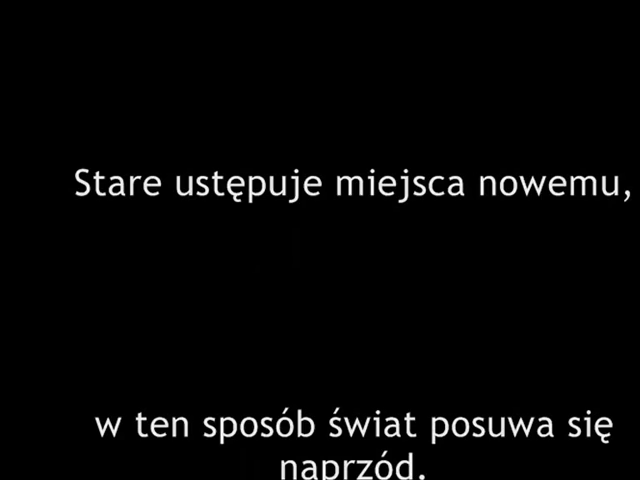 Stare ustępuje miejsca nowemu,
w ten sposób świat posuwa się
naprzód.